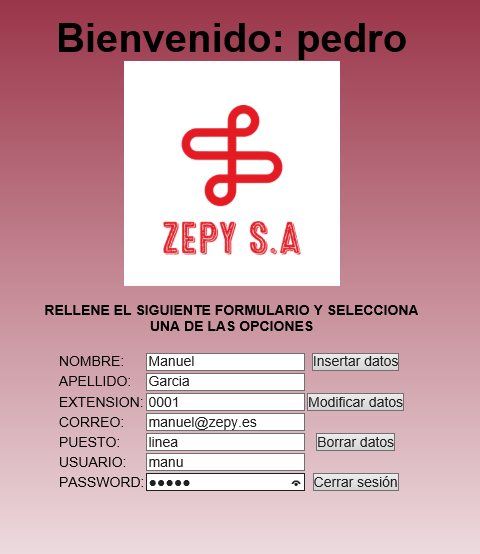 Bienvenido: pedro
ZEPY S.A
RELLENE EL SIGUIENTE FORMULARIO Y SELECCIONA
UNA DE LAS OPCIONES
NOMBRE: Manuel Insertar datos
APELLIDO: Garcia
EXTENSION: 0001 Modificar datos
CORREO: manuel@zepy.es
PUESTO: linea Borrar datos
USUARIO: manu
PASSWORD: ●●●●● Cerrar sesión